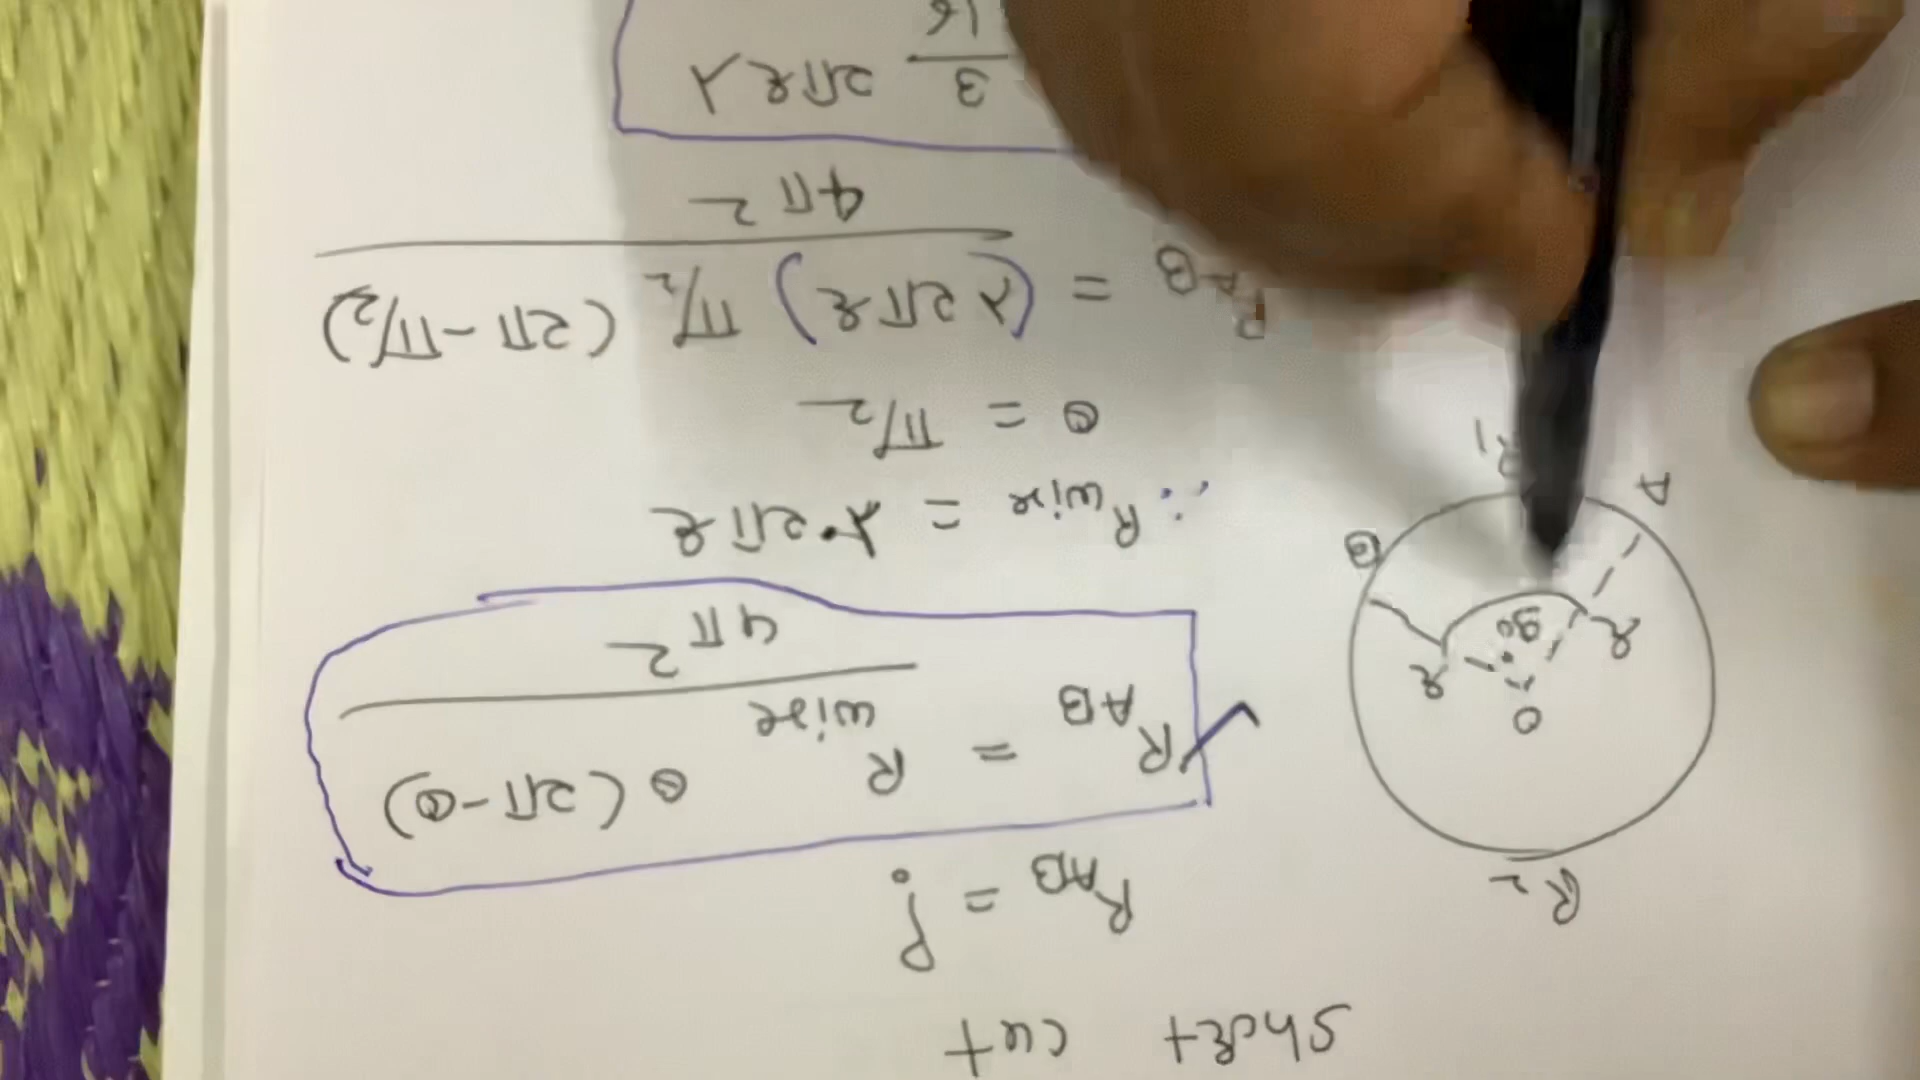 Short cut
R_AB = ?
R_AB = R_wire θ (2π-θ) / 4π²
∴ R_wire = λ·2πr
θ = π/2
R_AB = (λ2πr) π/2 (2π-π/2) / 4π²
3/16 2πrλ
R2
O
r
r
90
B
A
R1